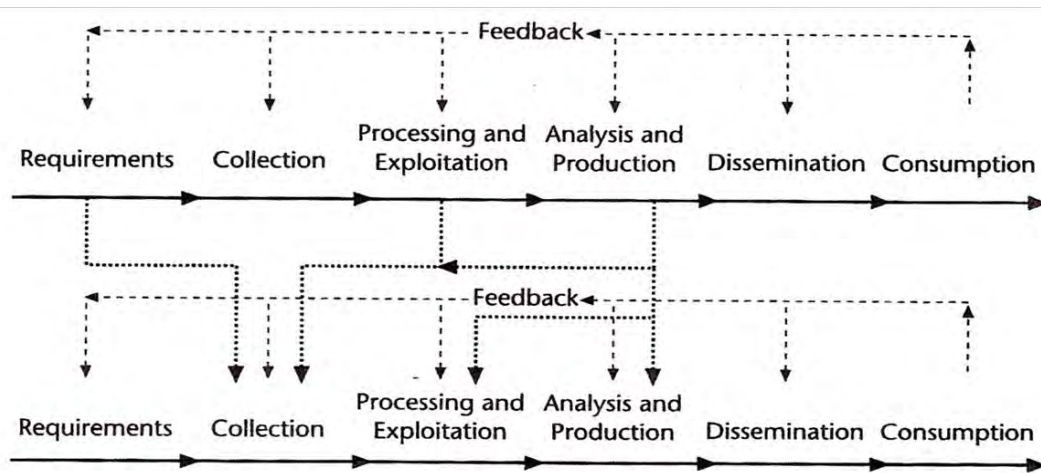 Feedback
Processing and Analysis and
Requirements Collection Exploitation Production Dissemination Consumption
Feedback
Processing and Analysis and
Requirements Collection Exploitation Production Dissemination Consumption